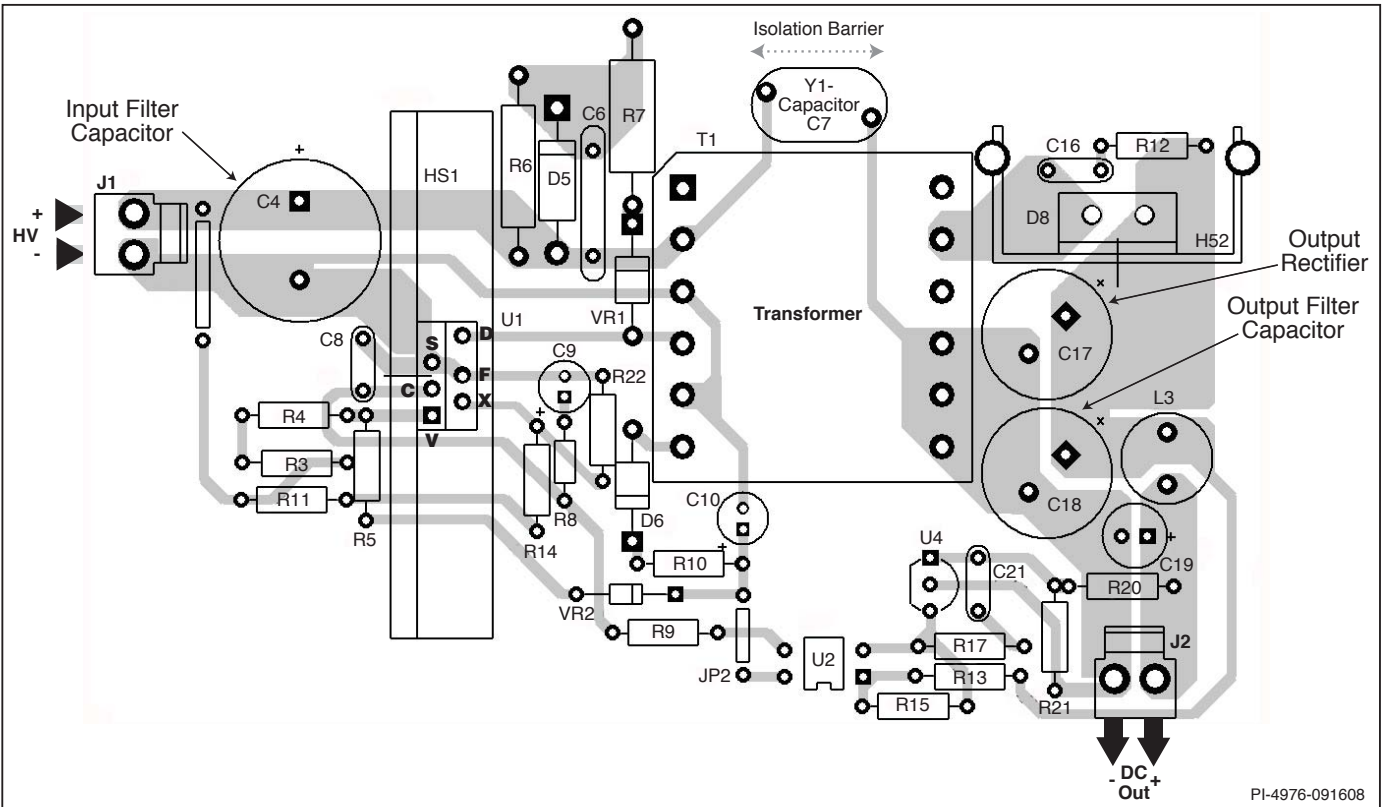 Isolation Barrier
Y1-
Capacitor
C7
Input Filter
Capacitor
+
J1
+
HV
-
C4
HS1
R6
D5
C6
R7
T1
C16
R12
D8
H52
Output
Rectifier
Output Filter
Capacitor
VR1
Transformer
U1
D
S
F
C
X
V
C8
C9
+
R22
C17
x
C18
x
L3
R4
R3
R11
R5
R14
R8
D6
C10
+
R10
VR2
R9
JP2
U2
U4
C21
C19
+
R20
R17
R13
R15
R21
J2
- DC +
Out
PI-4976-091608